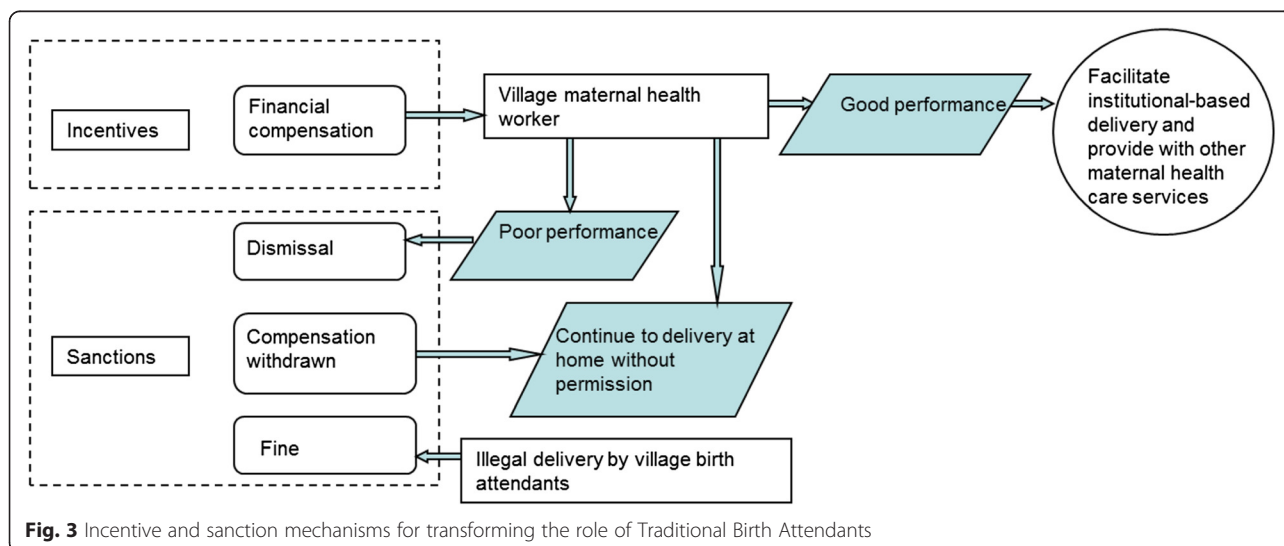 Incentives
Financial
compensation
Village maternal health
worker
Good performance
Facilitate
institutional-based
delivery and
provide with other
maternal health
care services
Poor performance
Dismissal
Sanctions
Compensation
withdrawn
Continue to delivery at
home without
permission
Fine
Illegal delivery by village birth
attendants
Fig. 3 Incentive and sanction mechanisms for transforming the role of Traditional Birth Attendants